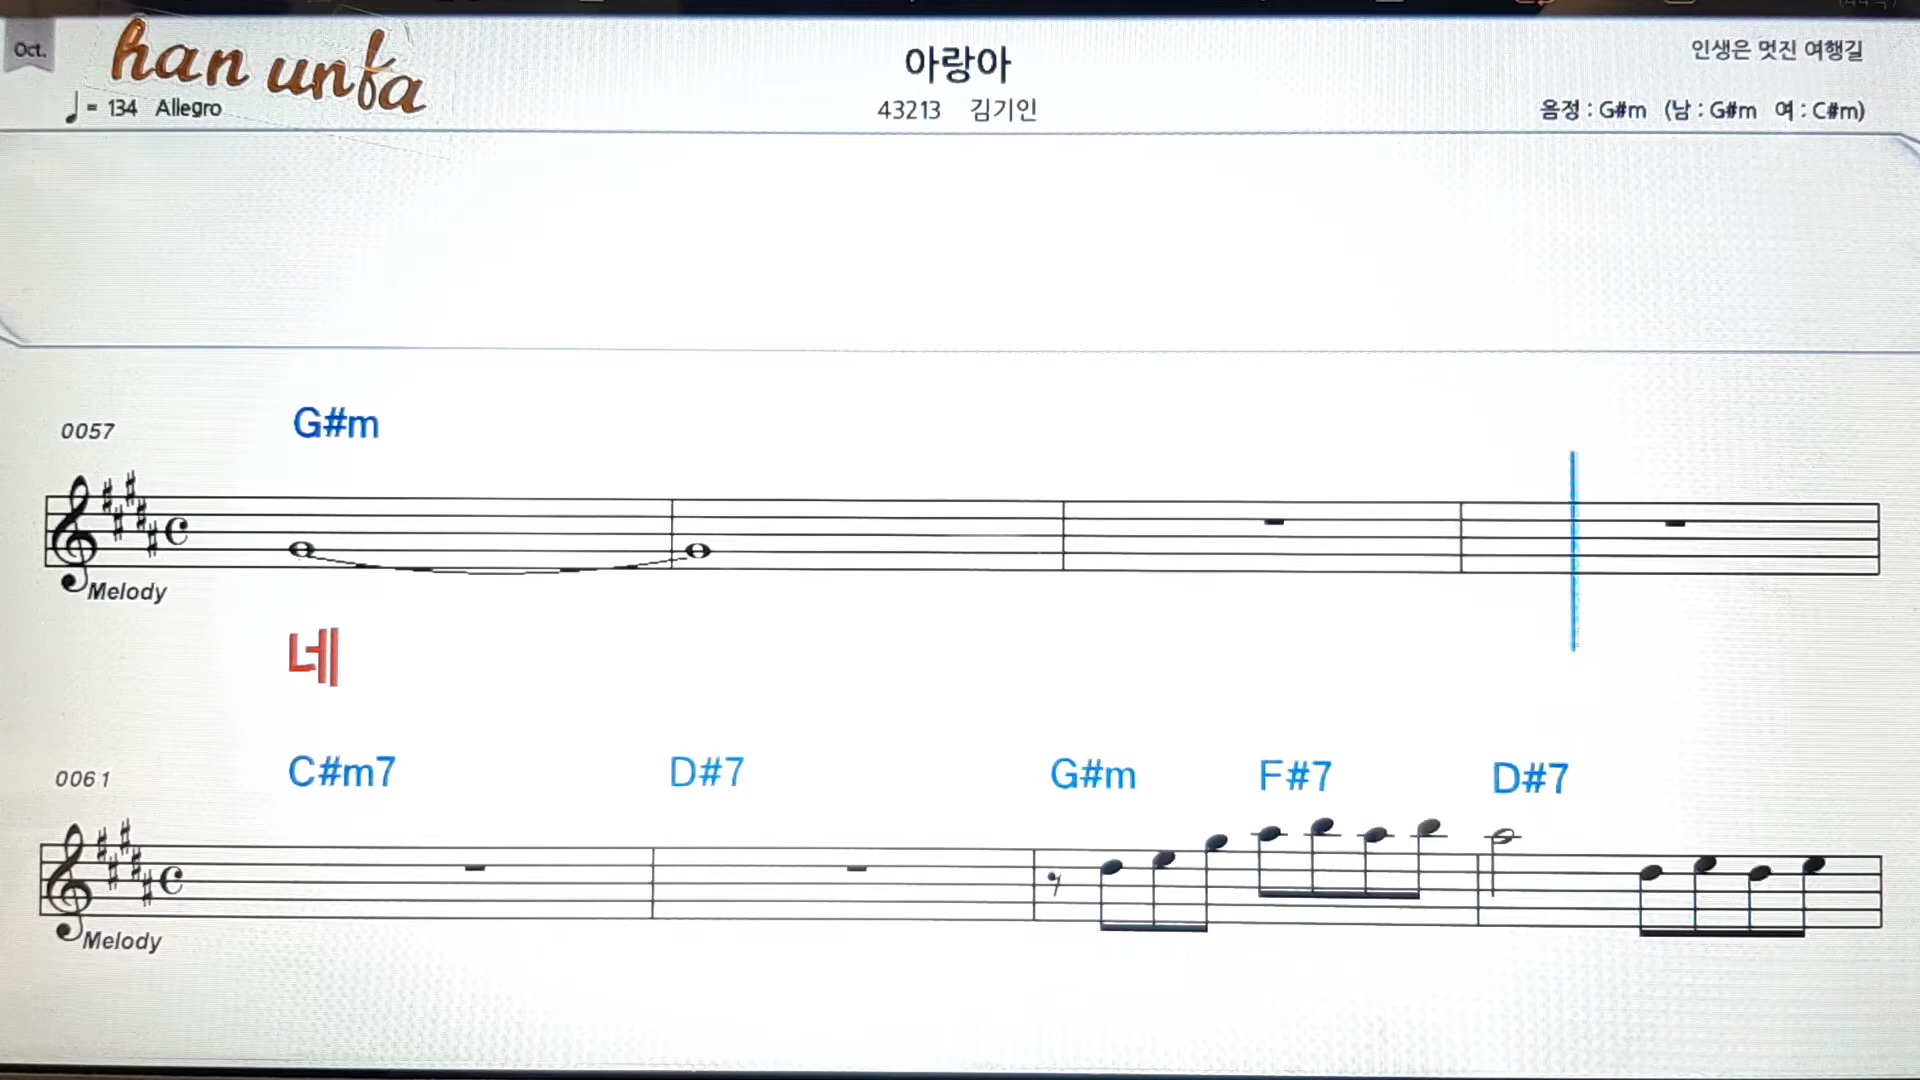 Oct.
han unfa
아랑아
인생은 멋진 여행길
= 134 Allegro
43213 김기인
음정 : G#m (남 : G#m 여 : C#m)
0057
G#m
Melody
네
0061
C#m7 D#7 G#m F#7 D#7
Melody